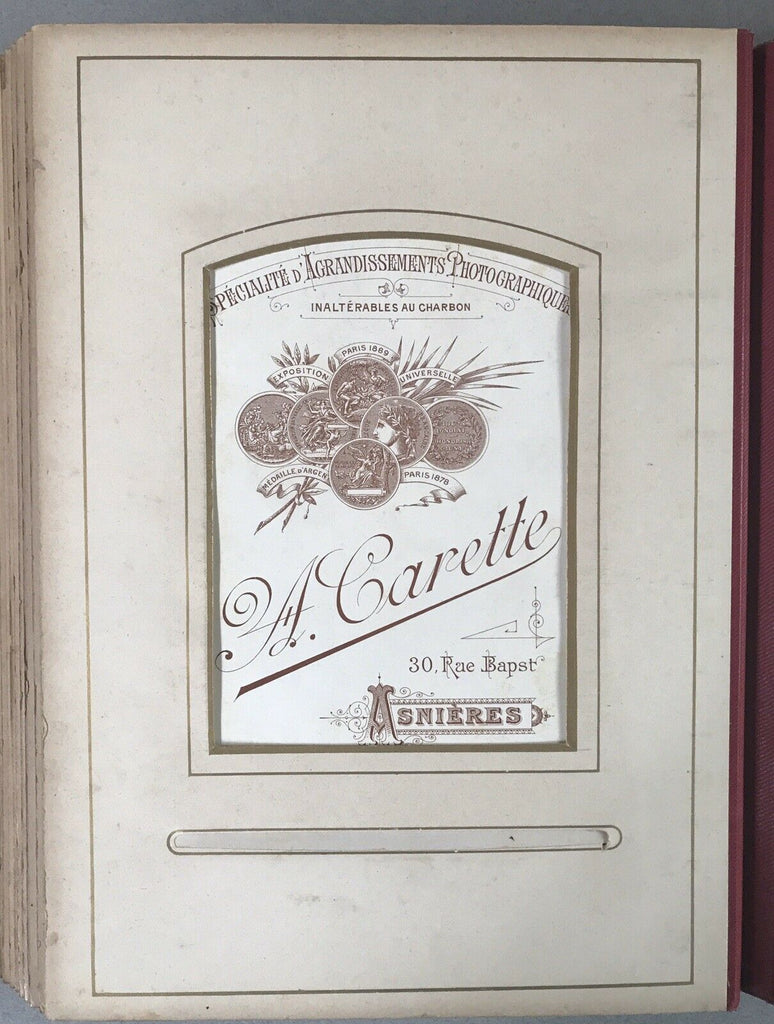 SPÉCIALITÉ D'AGRANDISSEMENTS PHOTOGRAPHIQUES
INALTÉRABLES AU CHARBON
EXPOSITION PARIS 1889 UNIVERSELLE
MÉDAILLE D'ARGENT PARIS 1878
A. Carette
30, Rue Bapst
ASNIÈRES